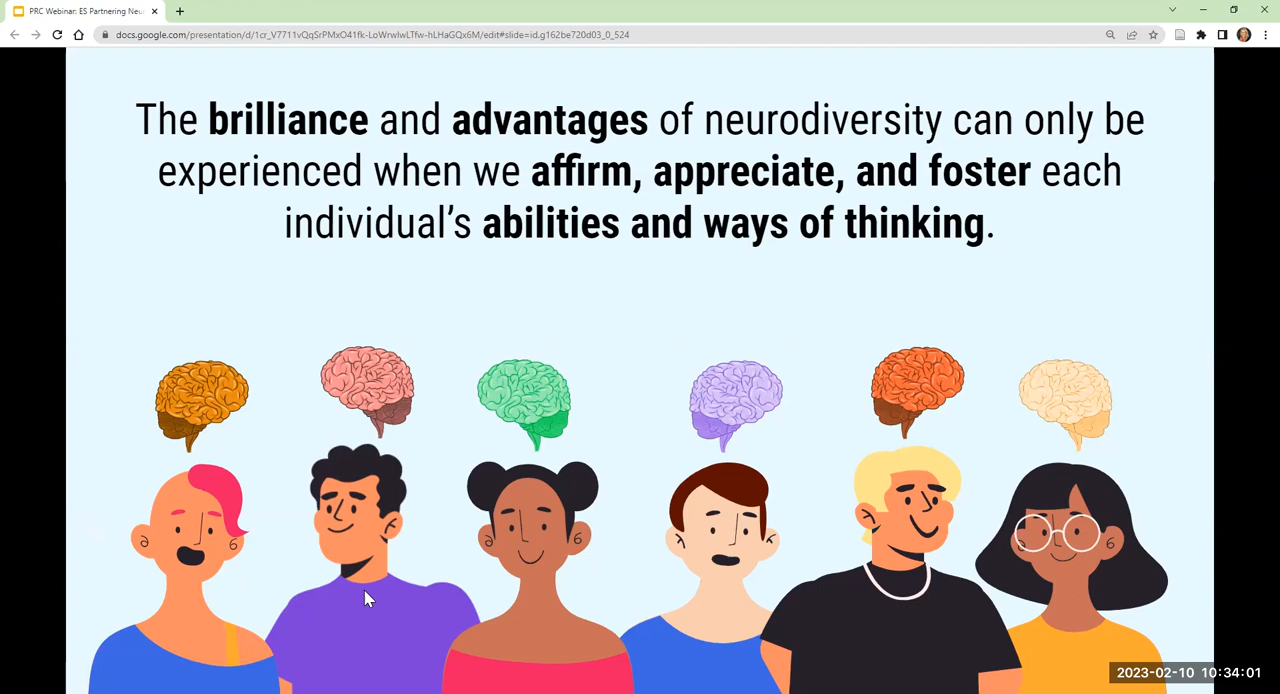 PRC Webinar: ES Partnering Neu
docs.google.com/presentation/d/1cr_V7711vQqSrPMxO41fk-LoWrwlwLTfw-hLHaGQx6M/edit#slide=id.g162be720d03_0_524
The brilliance and advantages of neurodiversity can only be
experienced when we affirm, appreciate, and foster each
individual’s abilities and ways of thinking.
2023-02-10 10:34:01